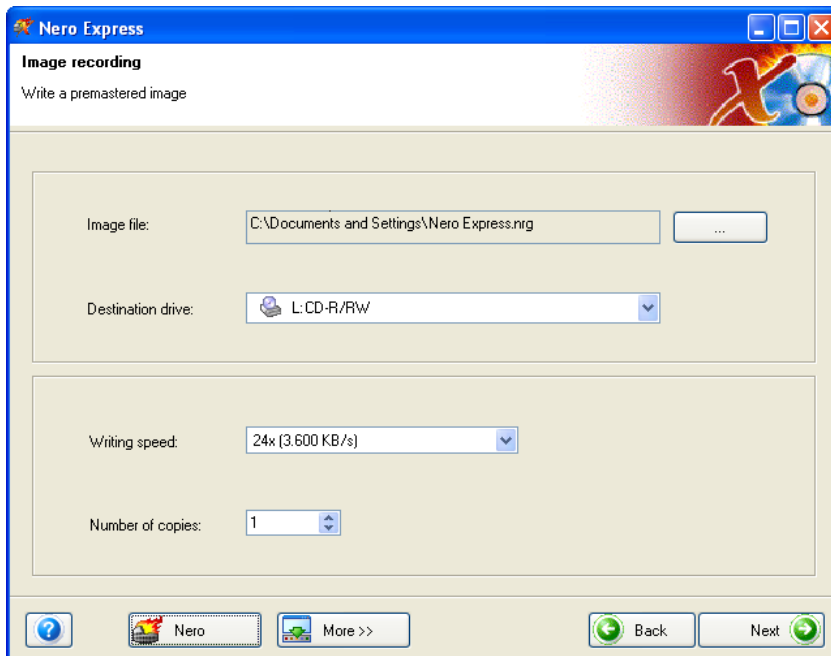 Nero Express
Image recording
Write a premastered image
Image file:
C:\Documents and Settings\Nero Express.nrg
...
Destination drive:
L: CD-R/RW
Writing speed:
24x (3.600 KB/s)
Number of copies:
1
Nero
More >>
Back
Next